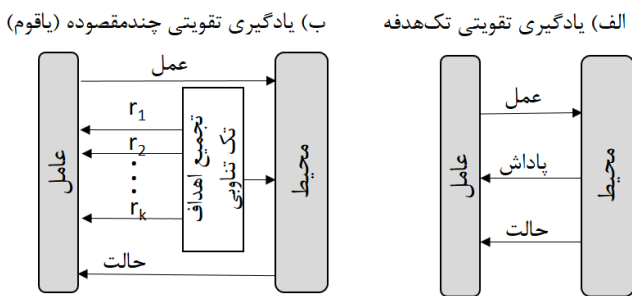 الف) یادگیری تقویتی تک‌هدفه
عمل
پاداش
حالت
محیط
عامل
ب) یادگیری تقویتی چندمقصوده (یاقوم)
عمل
r1
r2
rk
حالت
تجمیع اهداف
تک تناوبی
محیط
عامل